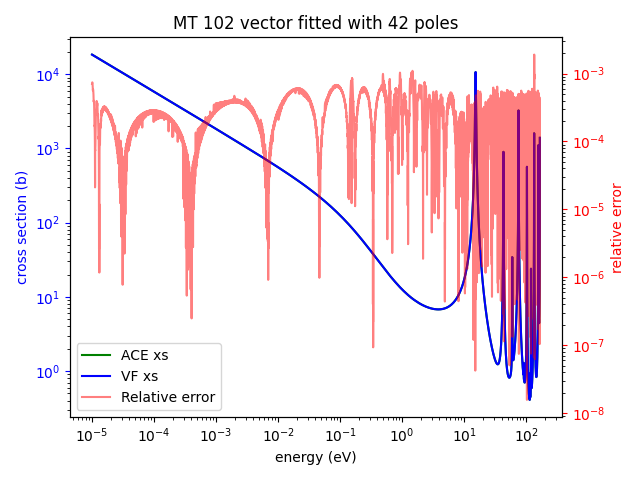 MT 102 vector fitted with 42 poles
cross section (b)
10⁴
10³
10²
10¹
10⁰
10⁻³
10⁻⁴
10⁻⁵
10⁻⁶
10⁻⁷
10⁻⁸
relative error
ACE xs
VF xs
Relative error
10⁻⁵ 10⁻⁴ 10⁻³ 10⁻² 10⁻¹ 10⁰ 10¹ 10²
energy (eV)